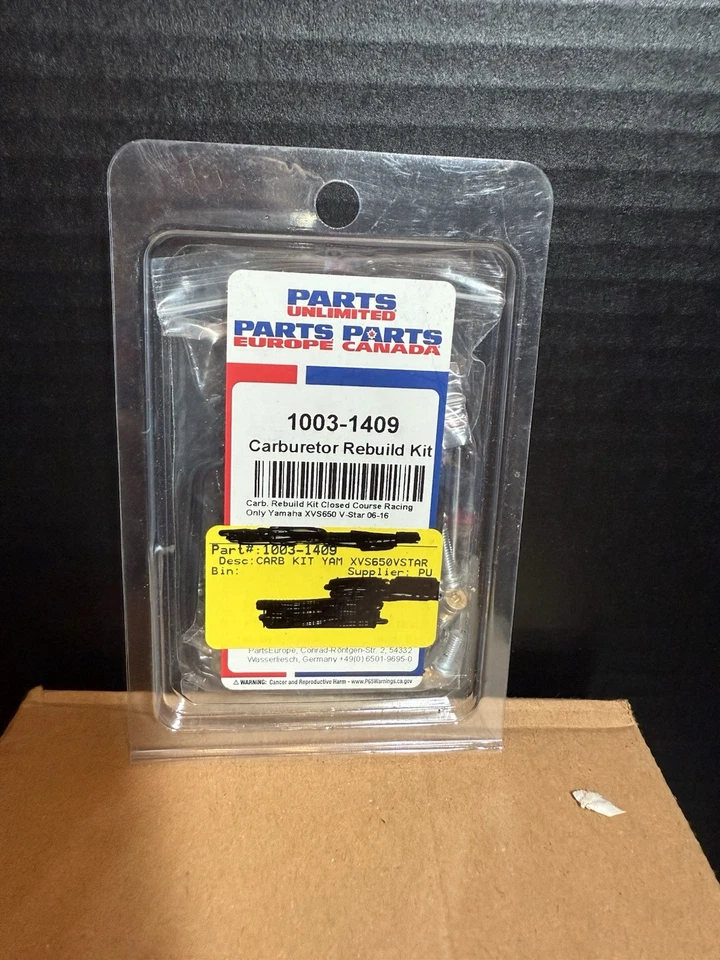 PARTS
UNLIMITED
PARTS PARTS
EUROPE CANADA
1003-1409
Carburetor Rebuild Kit
Carb. Rebuild Kit Closed Course Racing
Only Yamaha XVS650 V-Star 06-16
Part#:1003-1409
Desc:CARB KIT YAM XVS650VSTAR
Bin: Supplier: PU
PartsEurope, Conrad-Röntgen-Str. 2, 54332
Wasserliesch, Germany +49(0)6501-9695-0
⚠ WARNING: Cancer and Reproductive Harm - www.P65Warnings.ca.gov